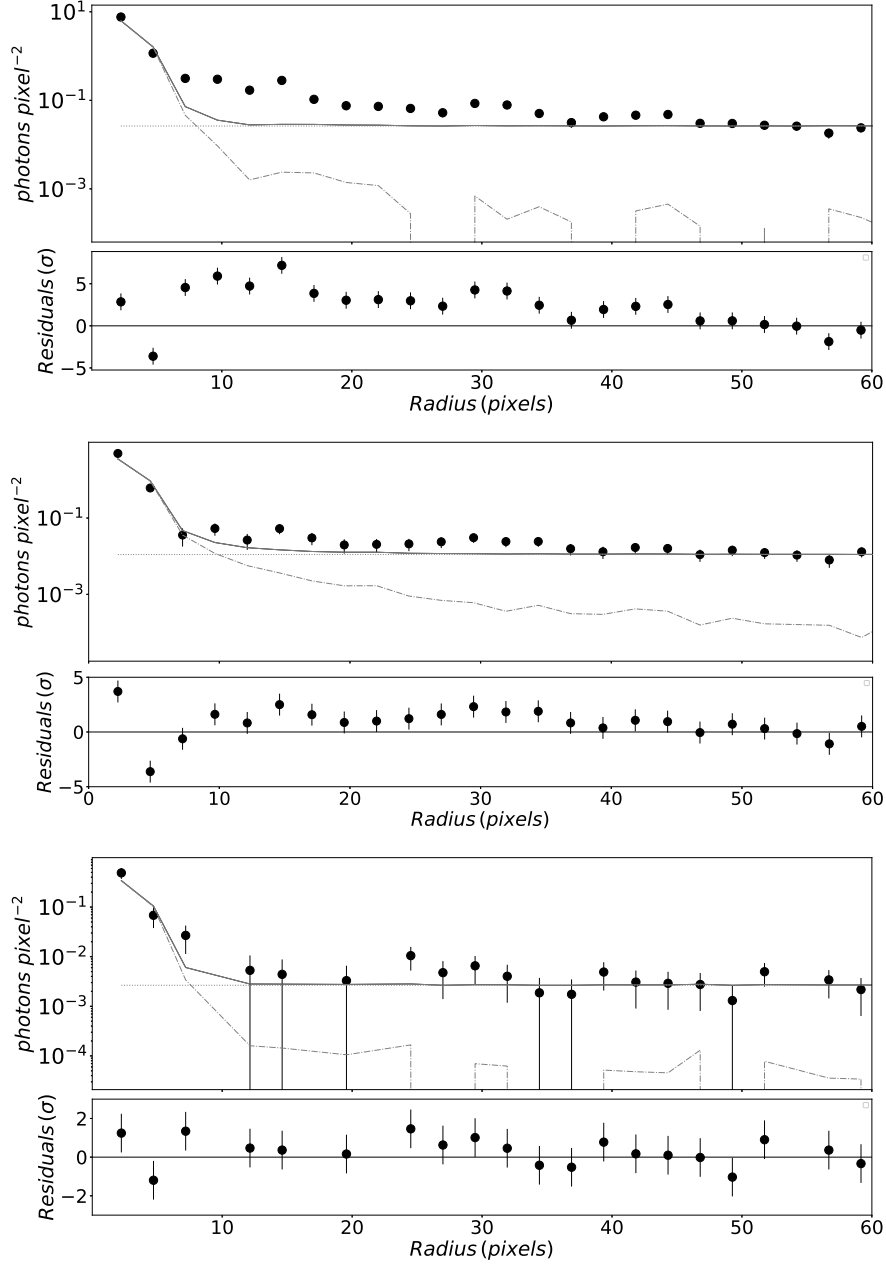 10¹
10⁻¹
10⁻³
photons pixel⁻²
5
0
−5
Residuals (σ)
10 20 30 40 50 60
Radius (pixels)
10⁻¹
10⁻³
photons pixel⁻²
5
0
−5
Residuals (σ)
0 10 20 30 40 50 60
Radius (pixels)
10⁻¹
10⁻²
10⁻³
10⁻⁴
photons pixel⁻²
2
0
−2
Residuals (σ)
10 20 30 40 50 60
Radius (pixels)